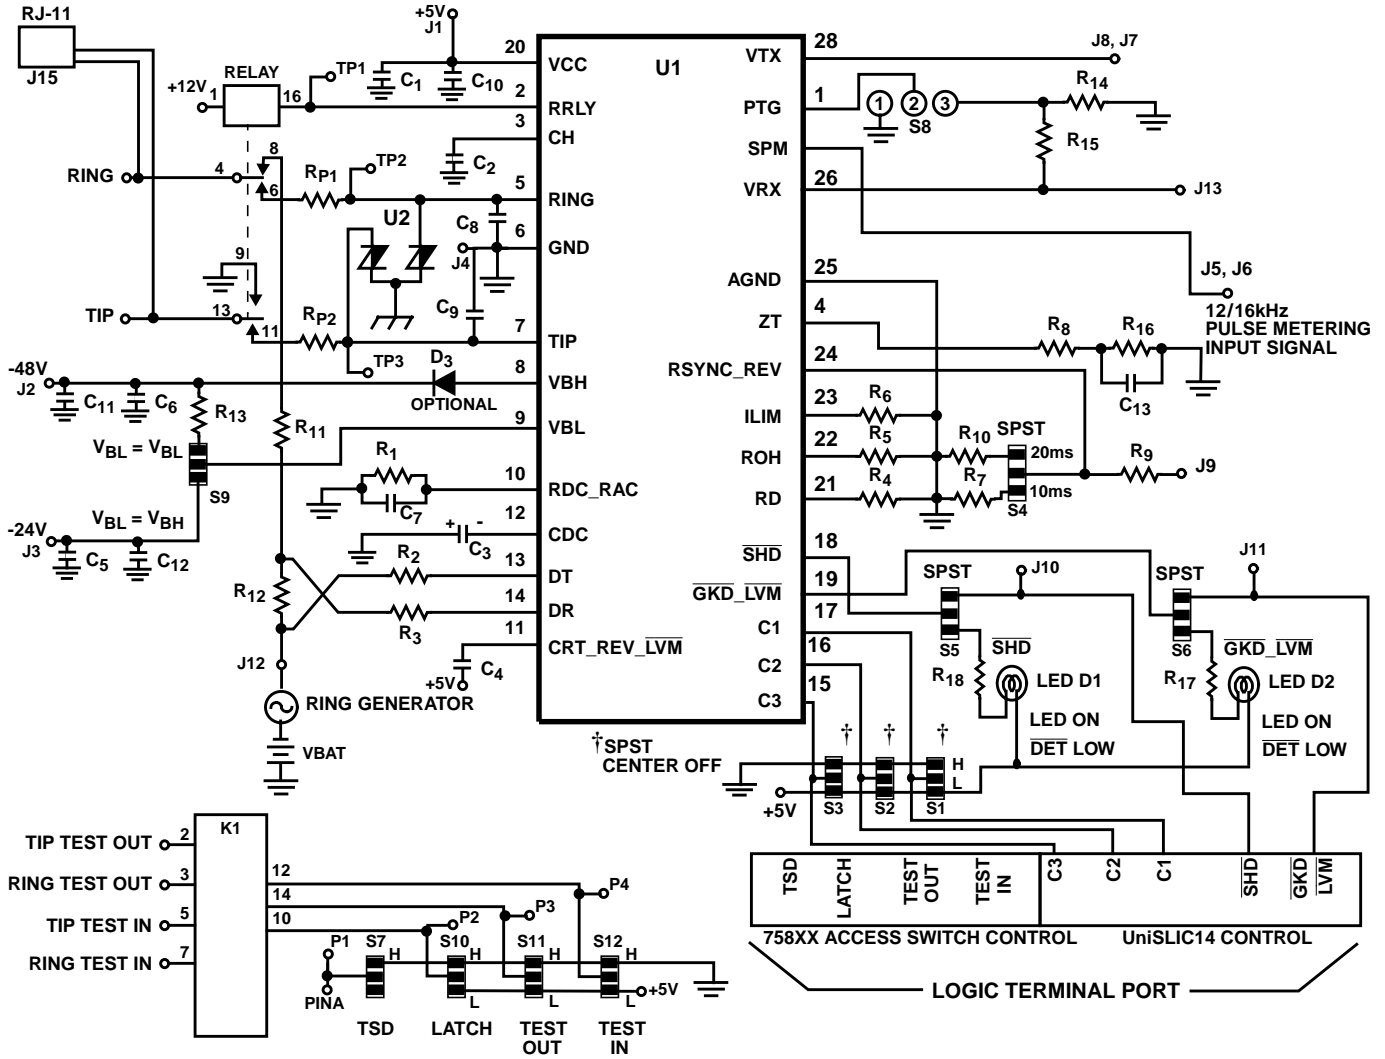 RJ-11
J15
+5V
J1
+12V
1
RELAY
16
TP1
C1
C10
20
VCC
2
RRLY
3
CH
C2
U1
RING
4
8
6
RP1
TP2
5
RING
U2
C8
6
GND
J4
9
C9
TIP
13
11
RP2
7
TIP
TP3
-48V
J2
C11
C6
R13
D3
OPTIONAL
8
VBH
9
VBL
VBL = VBL
S9
R11
R1
C7
10
RDC_RAC
VBL = VBH
-24V
J3
C5
C12
+
-
C3
12
CDC
R2
13
DT
R12
R3
14
DR
11
CRT_REV_LVM
C4
+5V
J12
RING GENERATOR
VBAT
VTX
28
J8, J7
PTG
1
1
2
3
S8
R14
R15
SPM
VRX
26
J13
J5, J6
12/16kHz
PULSE METERING
INPUT SIGNAL
AGND
25
ZT
4
R8
R16
C13
RSYNC_REV
24
ILIM
23
R6
ROH
22
R5
R10
SPST
20ms
RD
21
R4
R7
10ms
S4
R9
J9
SHD
18
GKD_LVM
19
C1
17
C2
16
C3
15
SPST
S5
J10
R18
SHD
LED D1
LED ON
DET LOW
SPST
S6
J11
R17
GKD_LVM
LED D2
LED ON
DET LOW
†SPST
CENTER OFF
†
†
†
H
L
+5V
S3
S2
S1
TSD
LATCH
TEST
OUT
TEST
IN
C3
C2
C1
SHD
GKD
LVM
758XX ACCESS SWITCH CONTROL
UniSLIC14 CONTROL
LOGIC TERMINAL PORT
K1
TIP TEST OUT
2
RING TEST OUT
3
TIP TEST IN
5
RING TEST IN
7
12
14
10
P4
P3
P2
P1
PINA
S7
H
S10
H
L
S11
H
L
S12
H
L
+5V
TSD
LATCH
TEST
OUT
TEST
IN